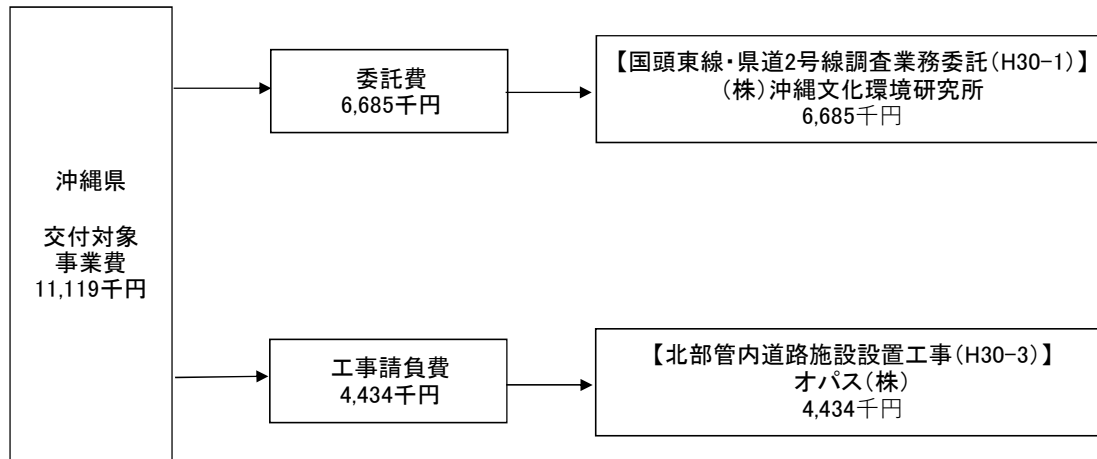 沖縄県
交付対象
事業費
11,119千円
委託費
6,685千円
【国頭東線・県道2号線調査業務委託(H30-1)】
(株)沖縄文化環境研究所
6,685千円
工事請負費
4,434千円
【北部管内道路施設設置工事(H30-3)】
オパス(株)
4,434千円